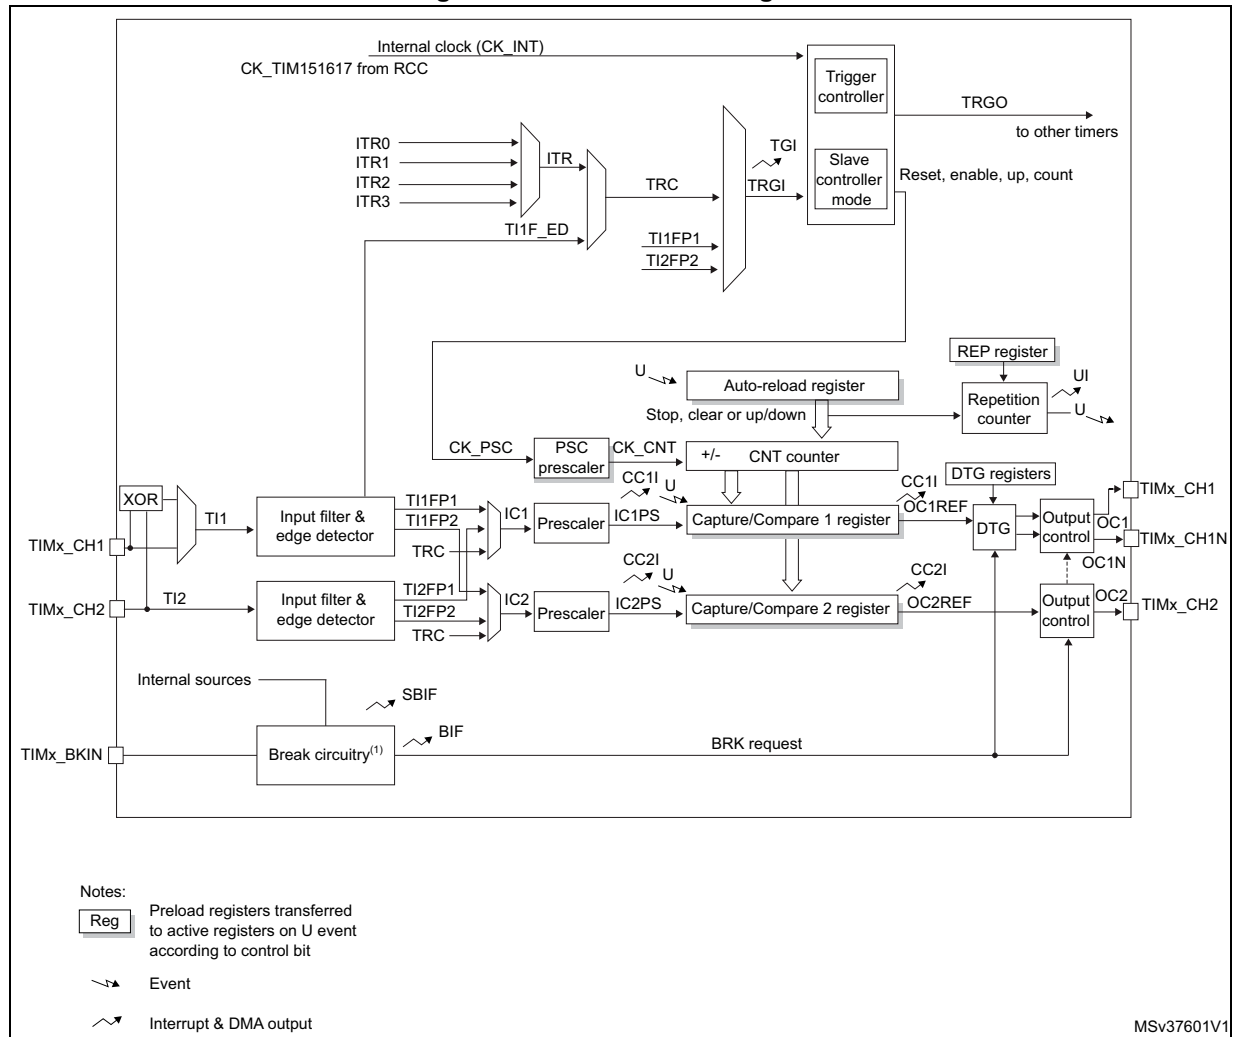 Internal clock (CK_INT)
CK_TIM151617 from RCC
Trigger
controller
TRGO
to other timers
ITR0
ITR1
ITR2
ITR3
ITR
TGI
TRC
TRGI
Slave
controller
mode
Reset, enable, up, count
TI1F_ED
TI1FP1
TI2FP2
REP register
U
Auto-reload register
Repetition
counter
UI
U
Stop, clear or up/down
CK_PSC
PSC
prescaler
CK_CNT
+/-
CNT counter
DTG registers
XOR
TI1
Input filter &
edge detector
TI1FP1
TI1FP2
TRC
IC1
Prescaler
CC1I
U
IC1PS
Capture/Compare 1 register
CC1I
OC1REF
DTG
Output
control
OC1
OC1N
TIMx_CH1
TIMx_CH1N
TIMx_CH1
TIMx_CH2
TI2
Input filter &
edge detector
TI2FP1
TI2FP2
TRC
IC2
Prescaler
CC2I
U
IC2PS
Capture/Compare 2 register
CC2I
OC2REF
Output
control
OC2
TIMx_CH2
Internal sources
SBIF
TIMx_BKIN
Break circuitry(1)
BIF
BRK request
Notes:
Reg
Preload registers transferred
to active registers on U event
according to control bit
Event
Interrupt & DMA output
MSv37601V1